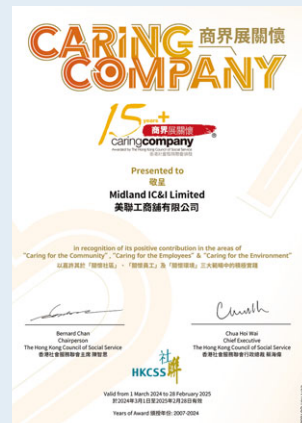 CARING 商界展關懷
COMPANY
15 years +
商界展關懷
caringcompany ®
Awarded by The Hong Kong Council of Social Service
香港社會服務聯會頒發
Presented to
敬呈
Midland IC&I Limited
美聯工商舖有限公司
in recognition of its positive contribution in the areas of
"Caring for the Community", "Caring for the Employees" & "Caring for the Environment"
以嘉許其於「關懷社區」、「關懷員工」及「關懷環境」三大範疇中的積極實踐
Bernard Chan
Chairperson
The Hong Kong Council of Social Service
香港社會服務聯會主席 陳智思
Chua Hoi Wai
Chief Executive
The Hong Kong Council of Social Service
香港社會服務聯會行政總裁 蔡海偉
社聯
HKCSS
Valid from 1 March 2024 to 28 February 2025
於2024年3月1日至2025年2月28日有效
Years of Award 頒授年份: 2007-2024